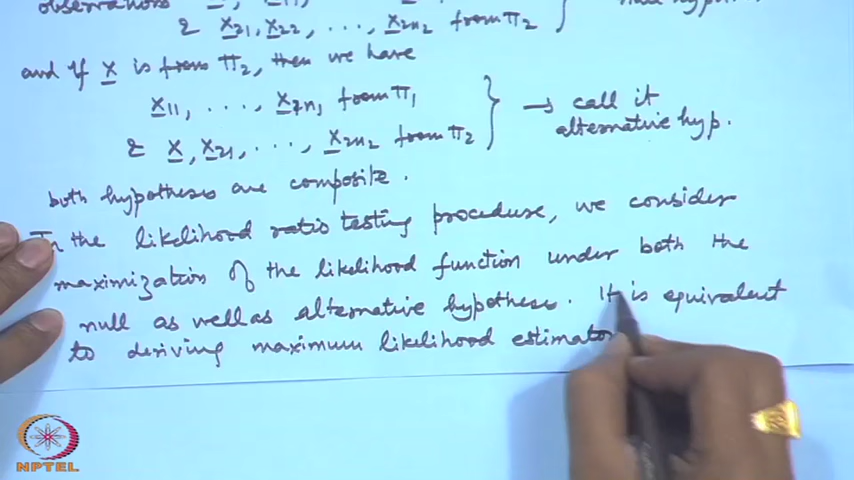 observations
& x21, x22, ..., x2n2 from π2 }
and if x is from π2, then we have
x11, ..., x1n1 from π1
& x, x21, ..., x2n2 from π2 } → call it alternative hyp.
both hypotheses are composite.
In the likelihood ratio testing procedure, we consider
maximization of the likelihood function under both the
null as well as alternative hypotheses. It is equivalent
to deriving maximum likelihood estimator
NPTEL